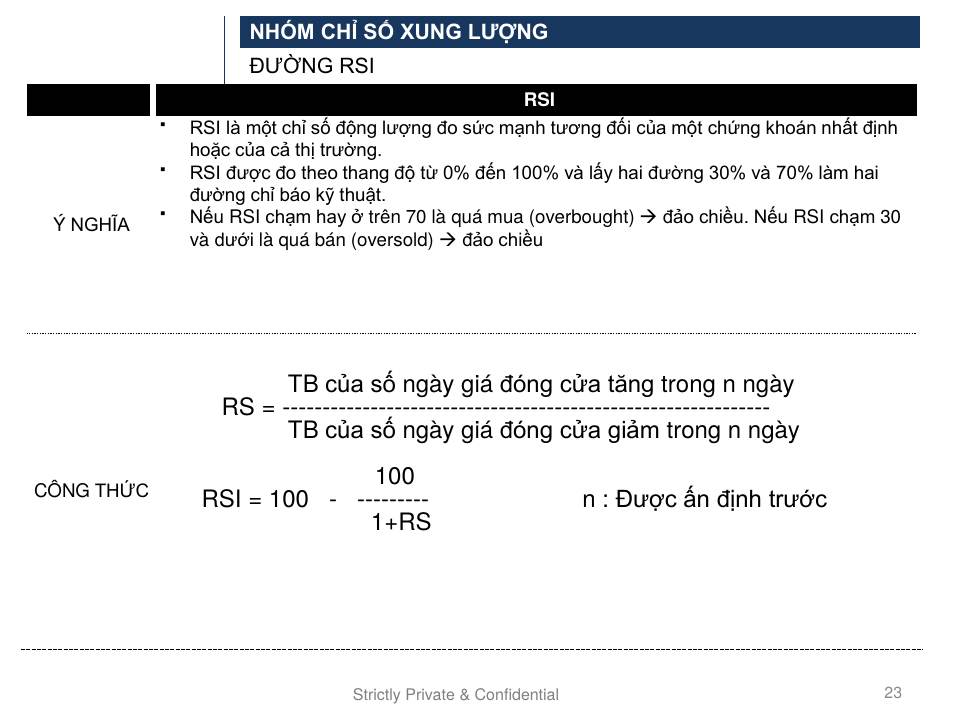 NHÓM CHỈ SỐ XUNG LƯỢNG
ĐƯỜNG RSI
RSI
▪ RSI là một chỉ số động lượng đo sức mạnh tương đối của một chứng khoán nhất định
hoặc của cả thị trường.
▪ RSI được đo theo thang độ từ 0% đến 100% và lấy hai đường 30% và 70% làm hai
đường chỉ báo kỹ thuật.
Ý NGHĨA
▪ Nếu RSI chạm hay ở trên 70 là quá mua (overbought) → đảo chiều. Nếu RSI chạm 30
và dưới là quá bán (oversold) → đảo chiều
TB của số ngày giá đóng cửa tăng trong n ngày
RS = -------------------------------------------------------------
TB của số ngày giá đóng cửa giảm trong n ngày
CÔNG THỨC
100
RSI = 100 - --------- n : Được ấn định trước
1+RS
Strictly Private & Confidential
23